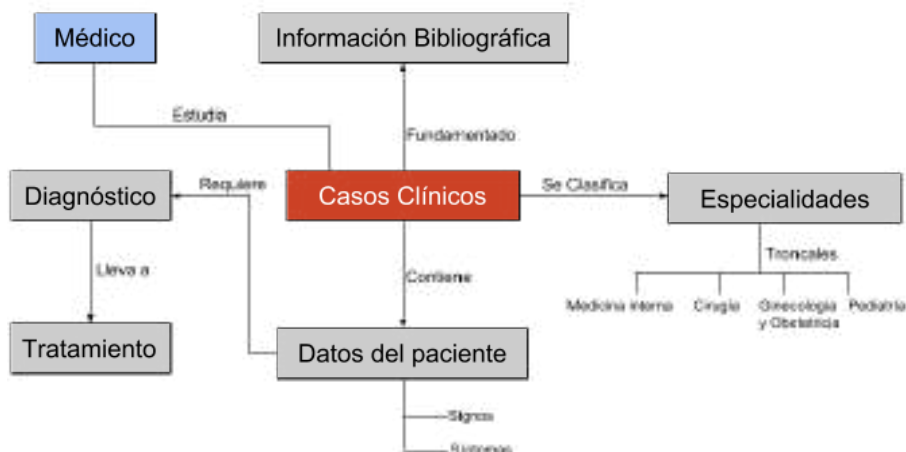 Médico
Información Bibliográfica
Estudia
Fundamentado
Diagnóstico
Requiere
Casos Clínicos
Se Clasifica
Especialidades
Lleva a
Contiene
Troncales
Medicina interna
Cirugía
Ginecología
y Obstetricia
Pediatría
Tratamiento
Datos del paciente
Signos
Síntomas